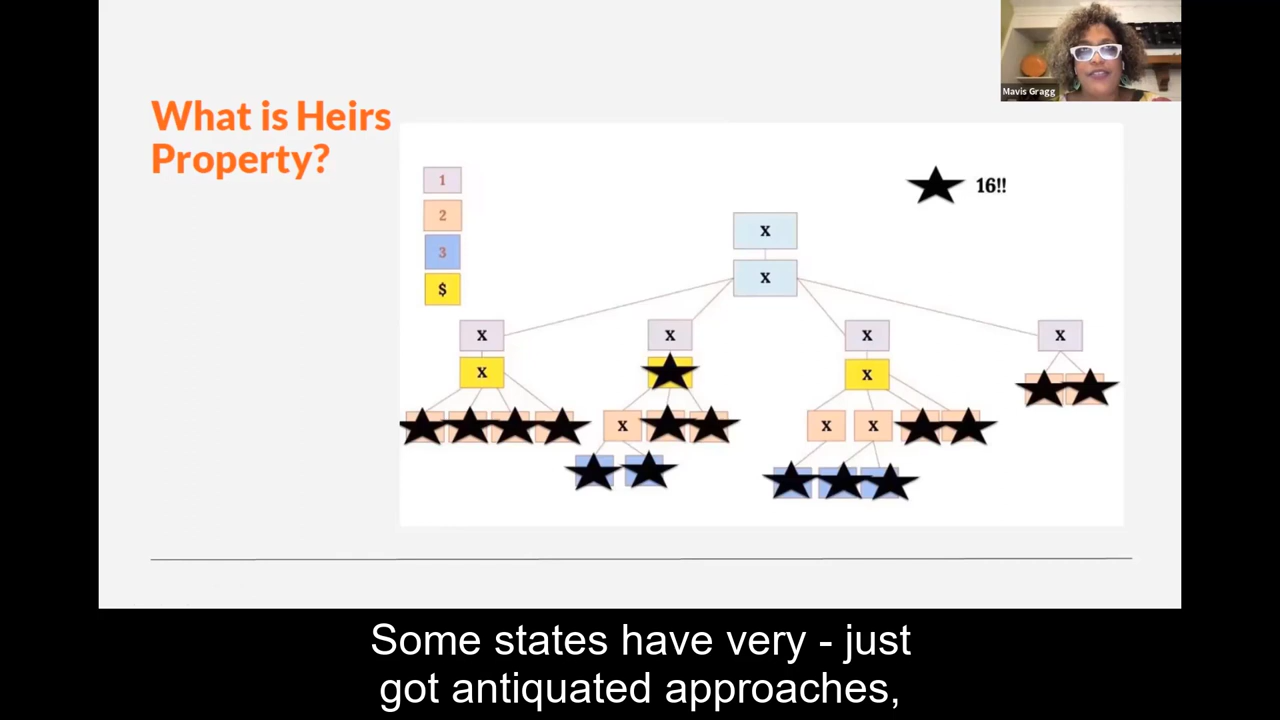 Mavis Gragg
What is Heirs
Property?
1
2
3
$
16!!
X
X
X X X X
X X
X X X
Some states have very - just
got antiquated approaches,